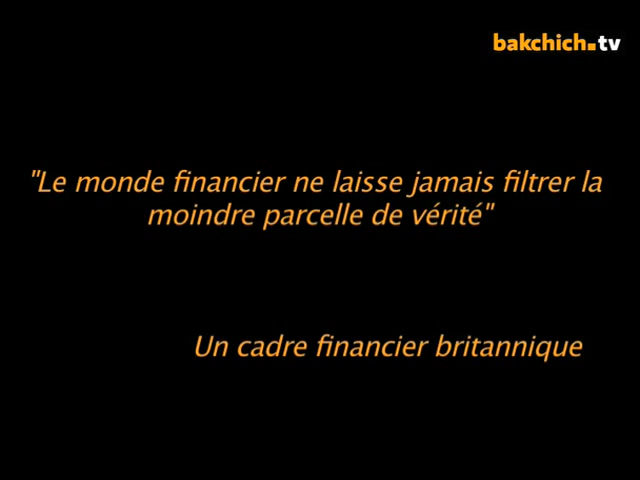 bakchich.tv
"Le monde financier ne laisse jamais filtrer la
moindre parcelle de vérité"
Un cadre financier britannique